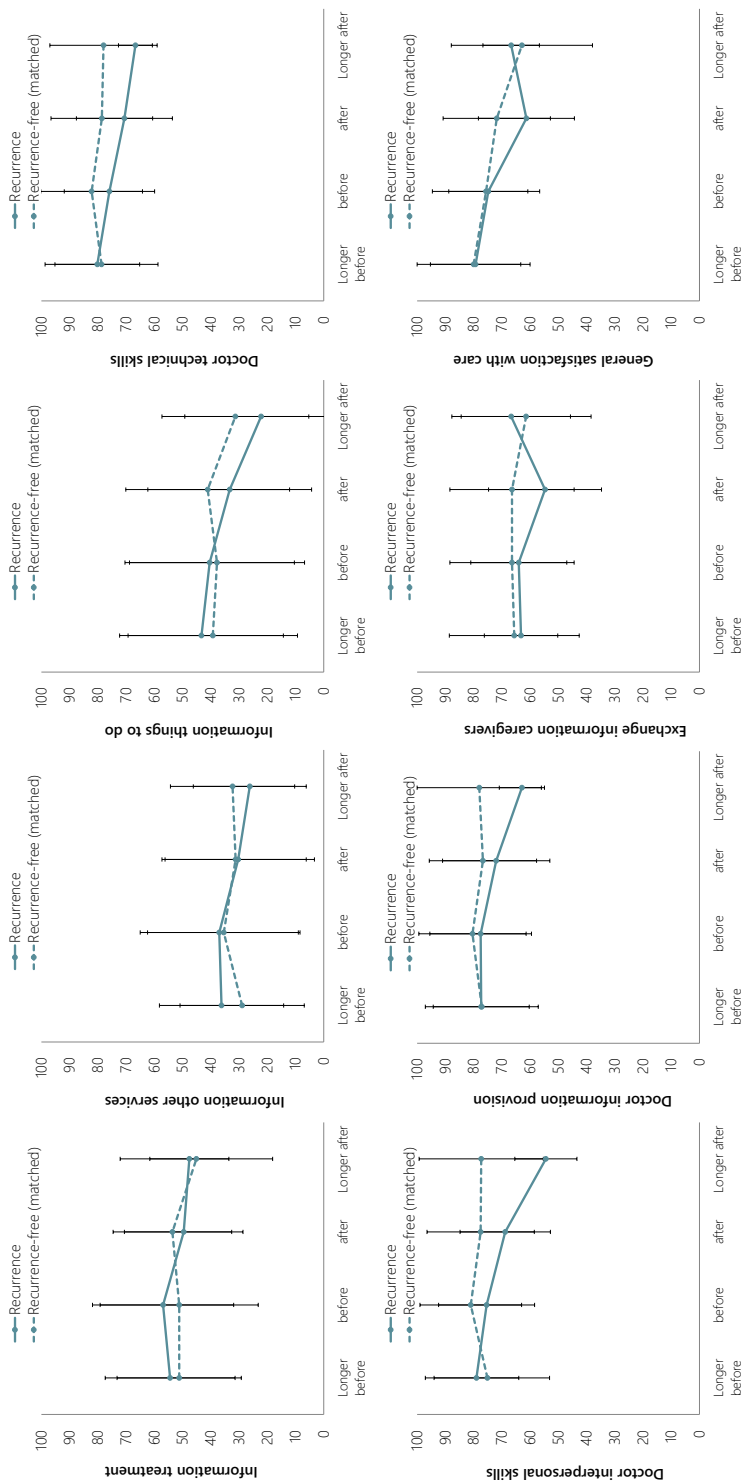 Recurrence
Recurrence-free (matched)
Information treatment
100
90
80
70
60
50
40
30
20
10
0
Longer before after Longer after
before
Recurrence
Recurrence-free (matched)
Information other services
100
90
80
70
60
50
40
30
20
10
0
Longer before after Longer after
before
Recurrence
Recurrence-free (matched)
Information things to do
100
90
80
70
60
50
40
30
20
10
0
Longer before after Longer after
before
Recurrence
Recurrence-free (matched)
Doctor technical skills
100
90
80
70
60
50
40
30
20
10
0
Longer before after Longer after
before
Recurrence
Recurrence-free (matched)
Doctor interpersonal skills
100
90
80
70
60
50
40
30
20
10
0
Longer before after Longer after
before
Recurrence
Recurrence-free (matched)
Doctor information provision
100
90
80
70
60
50
40
30
20
10
0
Longer before after Longer after
before
Recurrence
Recurrence-free (matched)
Exchange information caregivers
100
90
80
70
60
50
40
30
20
10
0
Longer before after Longer after
before
Recurrence
Recurrence-free (matched)
General satisfaction with care
100
90
80
70
60
50
40
30
20
10
0
Longer before after Longer after
before